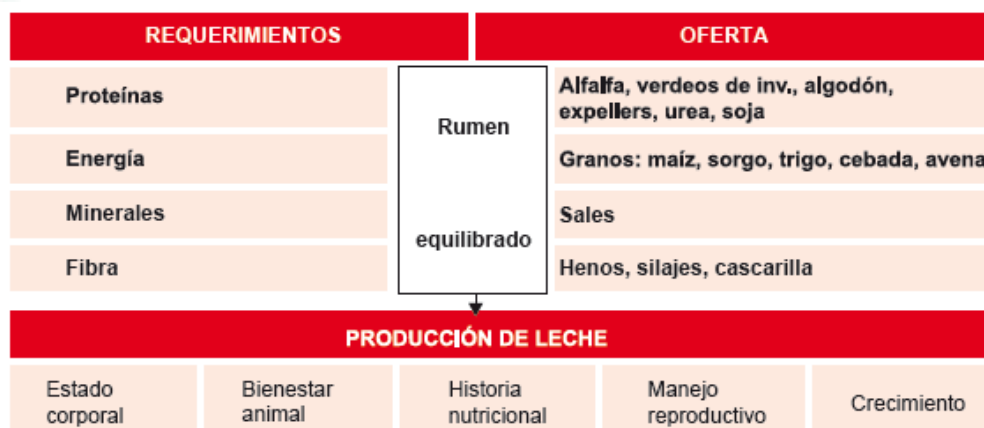 REQUERIMIENTOS
OFERTA
Proteínas
Alfalfa, verdeos de inv., algodón,
expellers, urea, soja
Rumen
Energía
Granos: maíz, sorgo, trigo, cebada, avena
Minerales
Sales
equilibrado
Fibra
Henos, silajes, cascarilla
PRODUCCIÓN DE LECHE
Estado
corporal
Bienestar
animal
Historia
nutricional
Manejo
reproductivo
Crecimiento